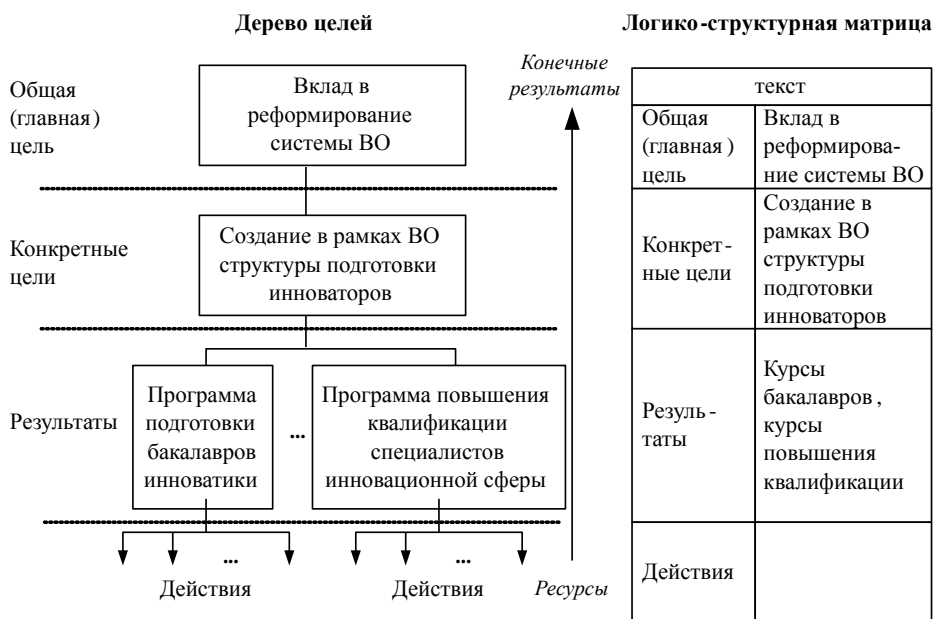 Дерево целей
Логико-структурная матрица
Общая
(главная)
цель
Вклад в
реформирование
системы ВО
Конечные
результаты
Конкретные
цели
Создание в рамках ВО
структуры подготовки
инноваторов
Результаты
Программа
подготовки
бакалавров
инноватики
...
Программа повышения
квалификации
специалистов
инновационной сферы
...
...
Действия
Действия
Ресурсы
текст
Общая
(главная)
цель
Вклад в
реформирова-
ние системы ВО
Конкрет-
ные цели
Создание в
рамках ВО
структуры
подготовки
инноваторов
Резуль-
таты
Курсы
бакалавров,
курсы
повышения
квалификации
Действия